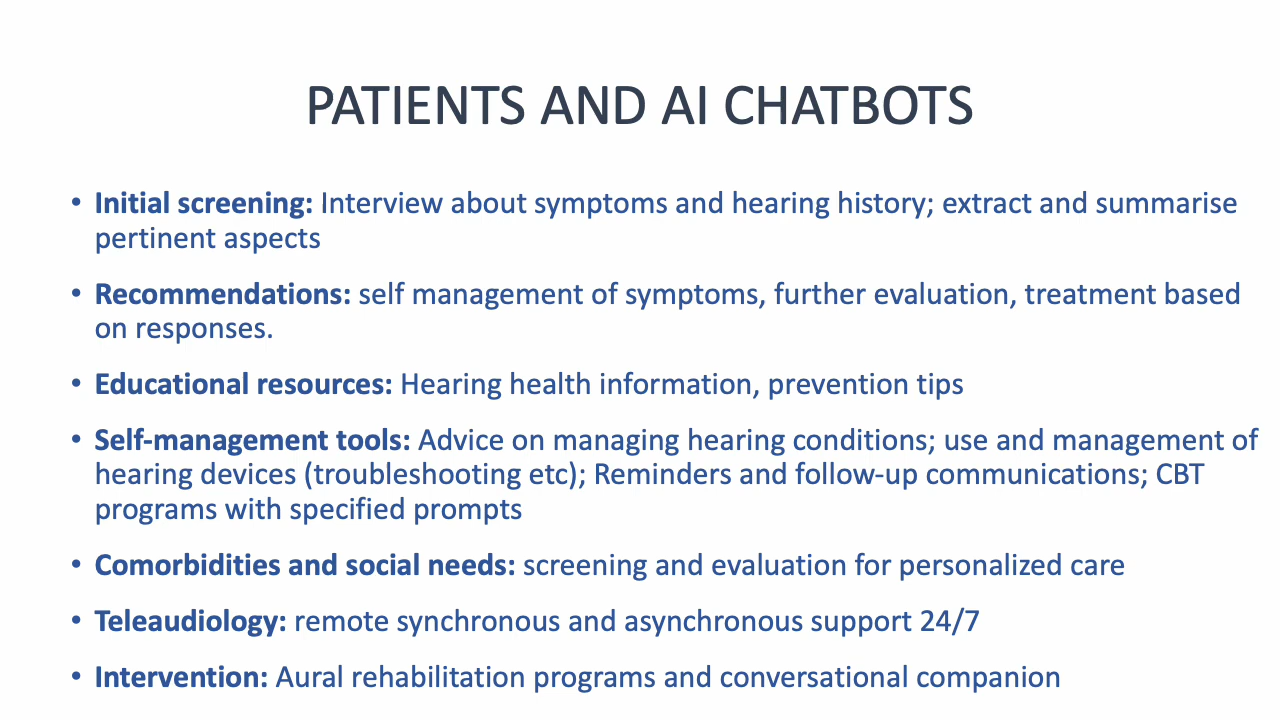 PATIENTS AND AI CHATBOTS
• Initial screening: Interview about symptoms and hearing history; extract and summarise
pertinent aspects
• Recommendations: self management of symptoms, further evaluation, treatment based
on responses.
• Educational resources: Hearing health information, prevention tips
• Self-management tools: Advice on managing hearing conditions; use and management of
hearing devices (troubleshooting etc); Reminders and follow-up communications; CBT
programs with specified prompts
• Comorbidities and social needs: screening and evaluation for personalized care
• Teleaudiology: remote synchronous and asynchronous support 24/7
• Intervention: Aural rehabilitation programs and conversational companion